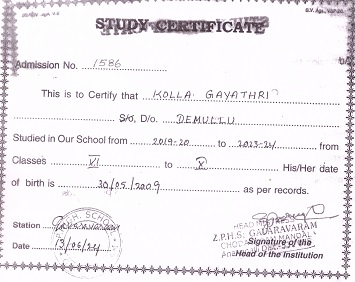 STUDY CERTIFICATE
Admission No. 1586
This is to Certify that KOLLA GAYATHRI
S/d, D/o. DEMULLU
Studied in Our School from 2019-20 to 2023-24 from
Classes VI to X His/Her date
of birth is 30/05/2009 as per records.
Station
Date 13/06/24
HEAD
Z.P.H.S. GAVARAVARAM
Signature of the
Head of the Institution